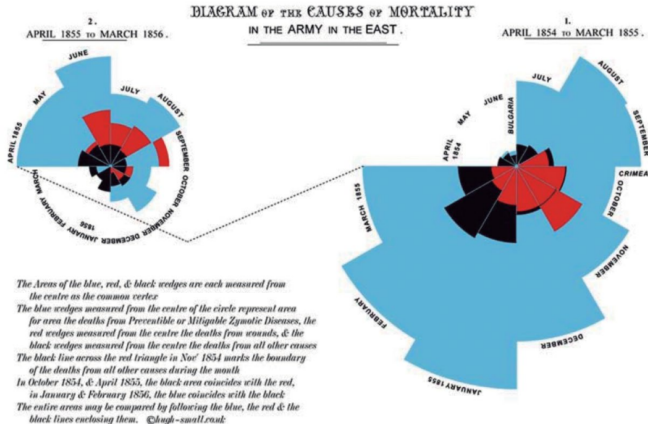 DIAGRAM OF THE CAUSES OF MORTALITY
IN THE ARMY IN THE EAST.
2.
APRIL 1855 TO MARCH 1856.
1.
APRIL 1854 TO MARCH 1855.
APRIL 1855
MAY
JUNE
JULY
AUGUST
SEPTEMBER
OCTOBER
NOVEMBER
DECEMBER
JANUARY
1856
FEBRUARY
MARCH
APRIL
1854
MAY
JUNE
BULGARIA
JULY
AUGUST
SEPTEMBER
CRIMEA
OCTOBER
NOVEMBER
DECEMBER
JANUARY 1855
FEBRUARY
MARCH 1855
The Areas of the blue, red, & black wedges are each measured from
the centre as the common vertex
The blue wedges measured from the centre of the circle represent area
for area the deaths from Preventible or Mitigable Zymotic Diseases, the
red wedges measured from the centre the deaths from wounds, & the
black wedges measured from the centre the deaths from all other causes
The black line across the red triangle in Nov' 1854 marks the boundary
of the deaths from all other causes during the month
In October 1854, & April 1855, the black area coincides with the red,
in January & February 1856, the blue coincides with the black
The entire areas may be compared by following the blue, the red & the
black lines enclosing them. ©hugh-small.co.uk